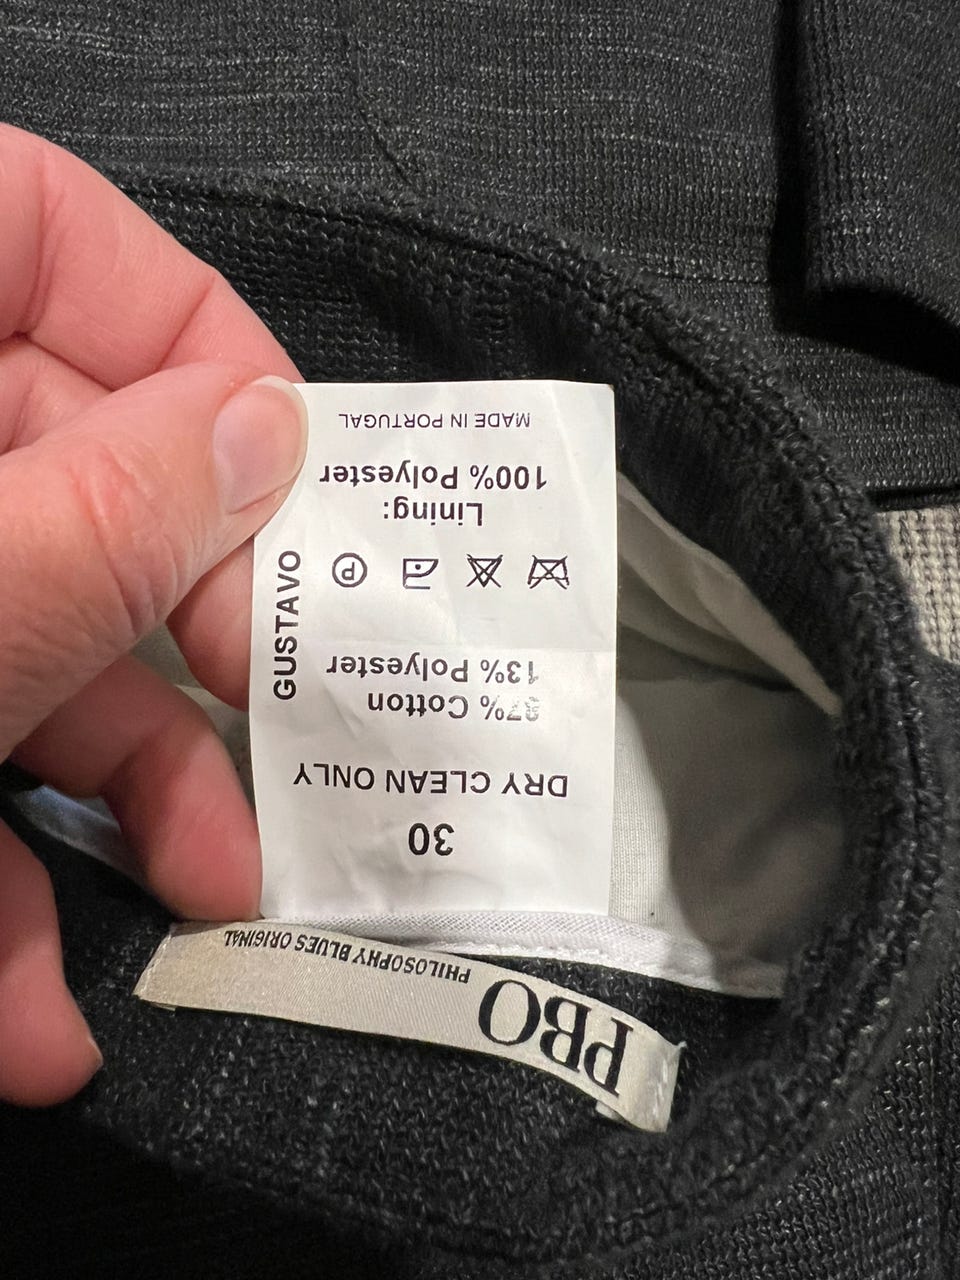 PBO
PHILOSOPHY BLUES ORIGINAL
30
DRY CLEAN ONLY
87% Cotton
13% Polyester
P
Lining:
100% Polyester
MADE IN PORTUGAL
GUSTAVO